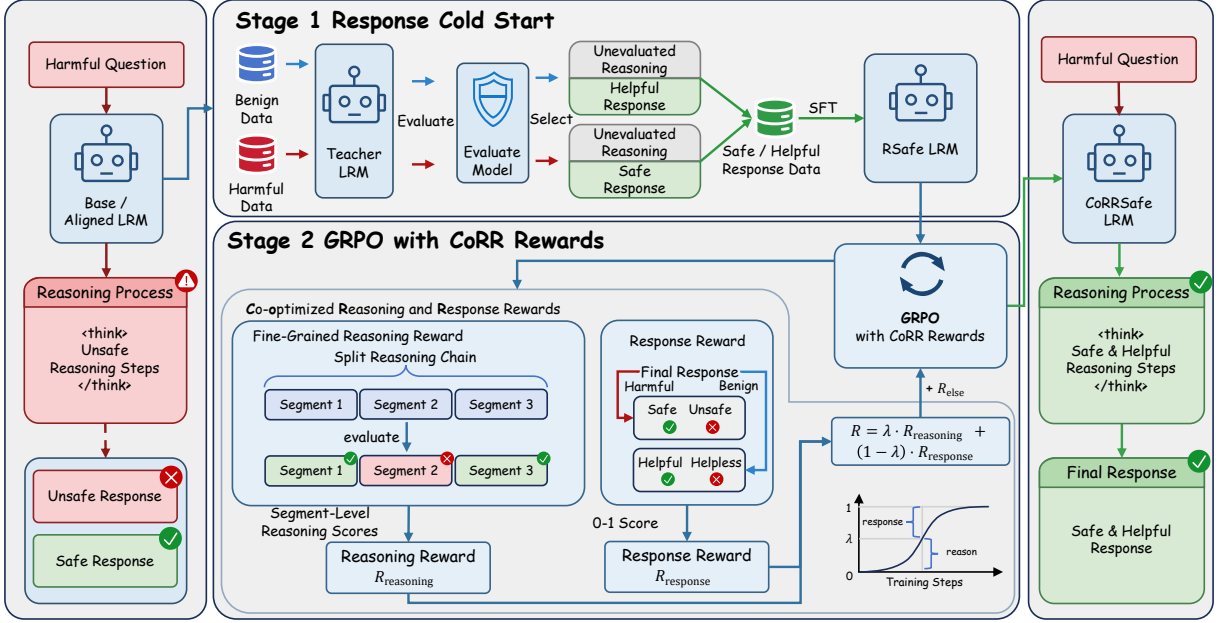 Harmful Question
Base /
Aligned LRM
Reasoning Process
<think>
Unsafe
Reasoning Steps
</think>
Unsafe Response
Safe Response
Stage 1 Response Cold Start
Benign
Data
Harmful
Data
Teacher
LRM
Evaluate
Evaluate
Model
Select
Unevaluated
Reasoning
Helpful
Response
Unevaluated
Reasoning
Safe
Response
Safe / Helpful
Response Data
SFT
RSafe LRM
Stage 2 GRPO with CoRR Rewards
Co-optimized Reasoning and Response Rewards
Fine-Grained Reasoning Reward
Split Reasoning Chain
Segment 1
Segment 2
Segment 3
evaluate
Segment 1
Segment 2
Segment 3
Segment-Level
Reasoning Scores
Reasoning Reward
R_reasoning
Response Reward
Final Response
Harmful
Benign
Safe
Unsafe
Helpful
Helpless
0-1 Score
Response Reward
R_response
GRPO
with CoRR Rewards
+ R_else
R = λ · R_reasoning +
(1 − λ) · R_response
1
response
λ
reason
0
Training Steps
Harmful Question
CoRRSafe
LRM
Reasoning Process
<think>
Safe & Helpful
Reasoning Steps
</think>
Final Response
Safe & Helpful
Response